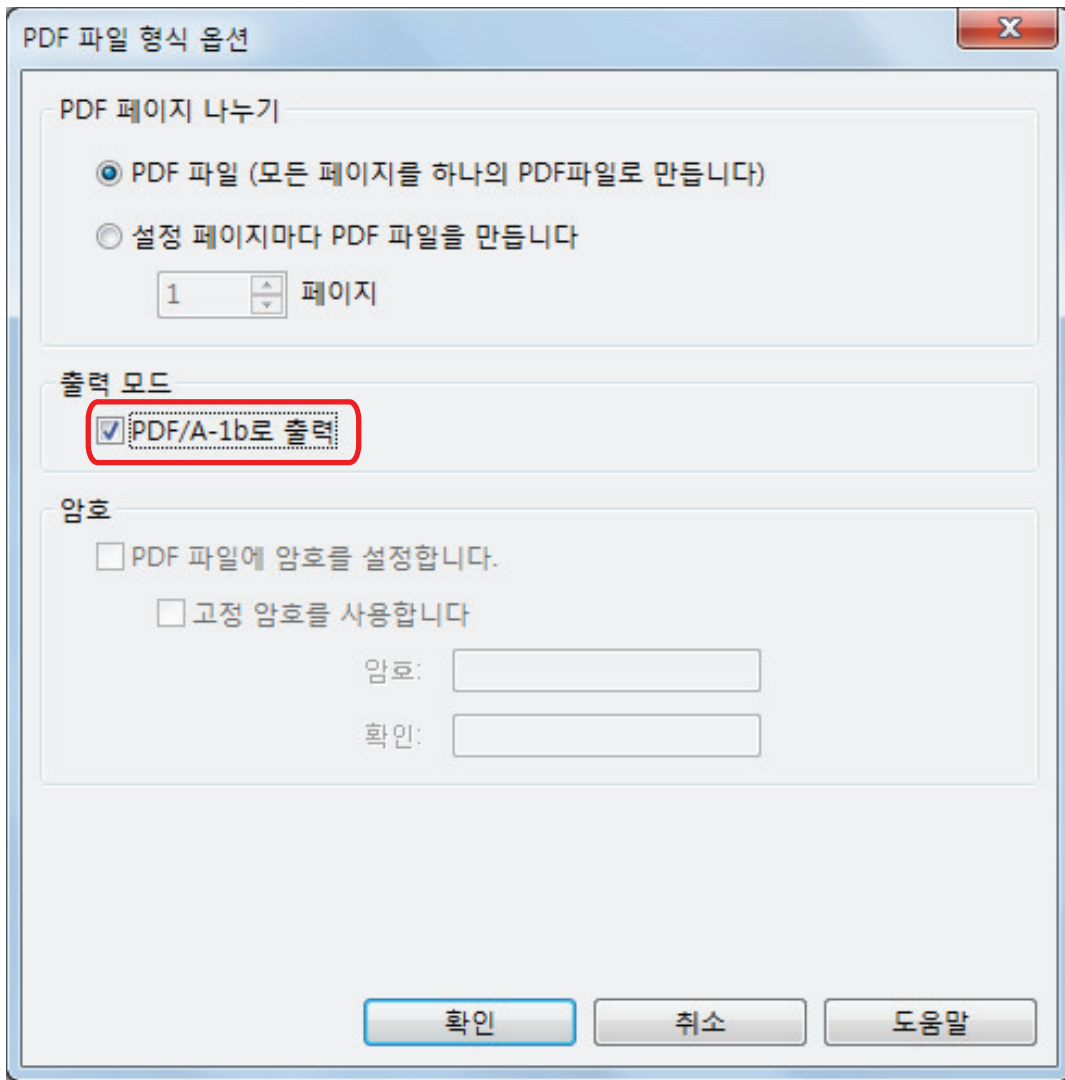 PDF 파일 형식 옵션
PDF 페이지 나누기
PDF 파일 (모든 페이지를 하나의 PDF파일로 만듭니다)
설정 페이지마다 PDF 파일을 만듭니다
1 페이지
출력 모드
PDF/A-1b로 출력
암호
PDF 파일에 암호를 설정합니다.
고정 암호를 사용합니다
암호:
확인:
확인 취소 도움말